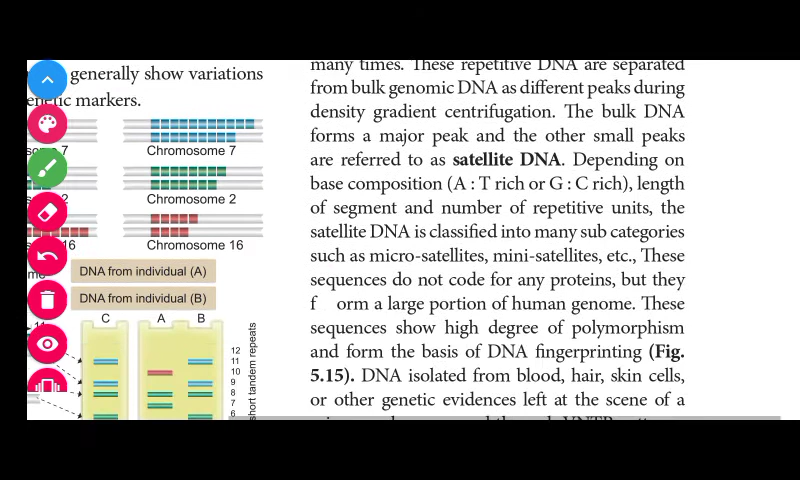 generally show variations
enetic markers.
Chromosome 7
Chromosome 2
Chromosome 16
DNA from individual (A)
DNA from individual (B)
C
A
B
12
11
10
9
8
7
6
short tandem repeats
7
2
16
11
many times. These repetitive DNA are separated
from bulk genomic DNA as different peaks during
density gradient centrifugation. The bulk DNA
forms a major peak and the other small peaks
are referred to as satellite DNA. Depending on
base composition (A : T rich or G : C rich), length
of segment and number of repetitive units, the
satellite DNA is classified into many sub categories
such as micro-satellites, mini-satellites, etc., These
sequences do not code for any proteins, but they
f orm a large portion of human genome. These
sequences show high degree of polymorphism
and form the basis of DNA fingerprinting (Fig.
5.15). DNA isolated from blood, hair, skin cells,
or other genetic evidences left at the scene of a